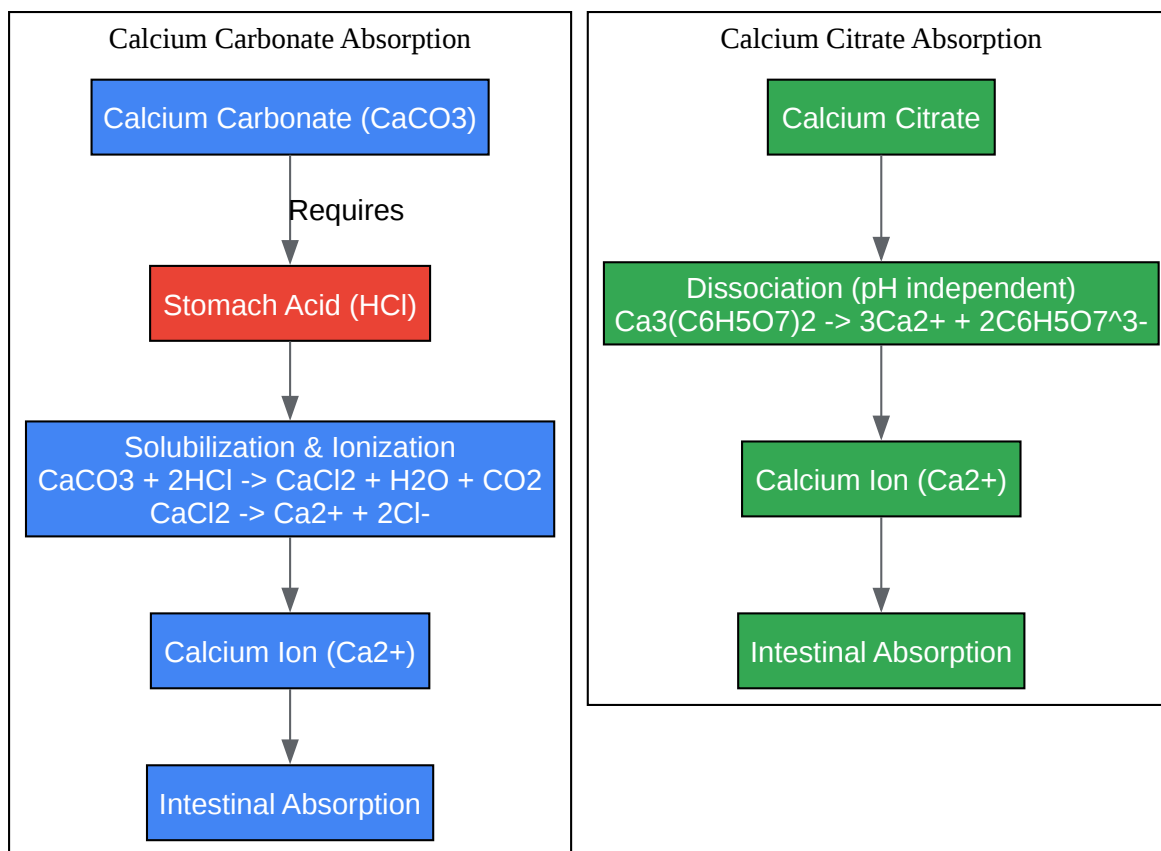 Calcium Carbonate Absorption
Calcium Carbonate (CaCO3)
Requires
Stomach Acid (HCl)
Solubilization & Ionization
CaCO3 + 2HCl -> CaCl2 + H2O + CO2
CaCl2 -> Ca2+ + 2Cl-
Calcium Ion (Ca2+)
Intestinal Absorption
Calcium Citrate Absorption
Calcium Citrate
Dissociation (pH independent)
Ca3(C6H5O7)2 -> 3Ca2+ + 2C6H5O7^3-
Calcium Ion (Ca2+)
Intestinal Absorption